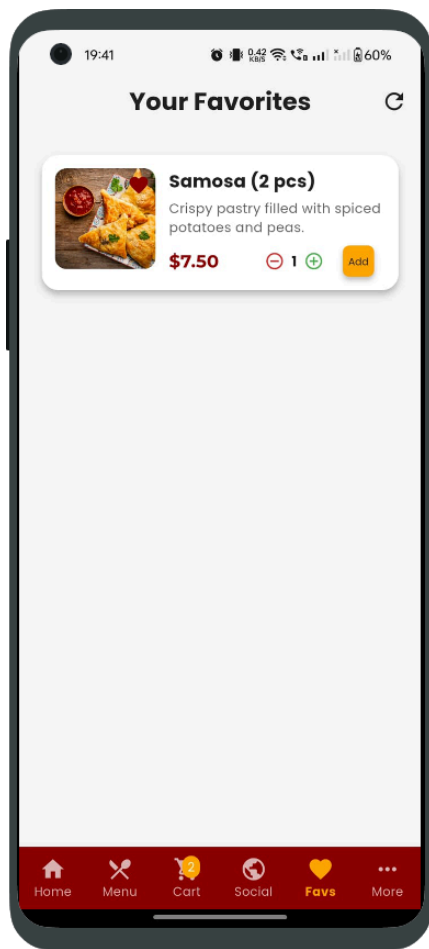 19:41 0.42 KB/S 60%
Your Favorites
Samosa (2 pcs)
Crispy pastry filled with spiced
potatoes and peas.
$7.50 1 Add
2
Home Menu Cart Social Favs More